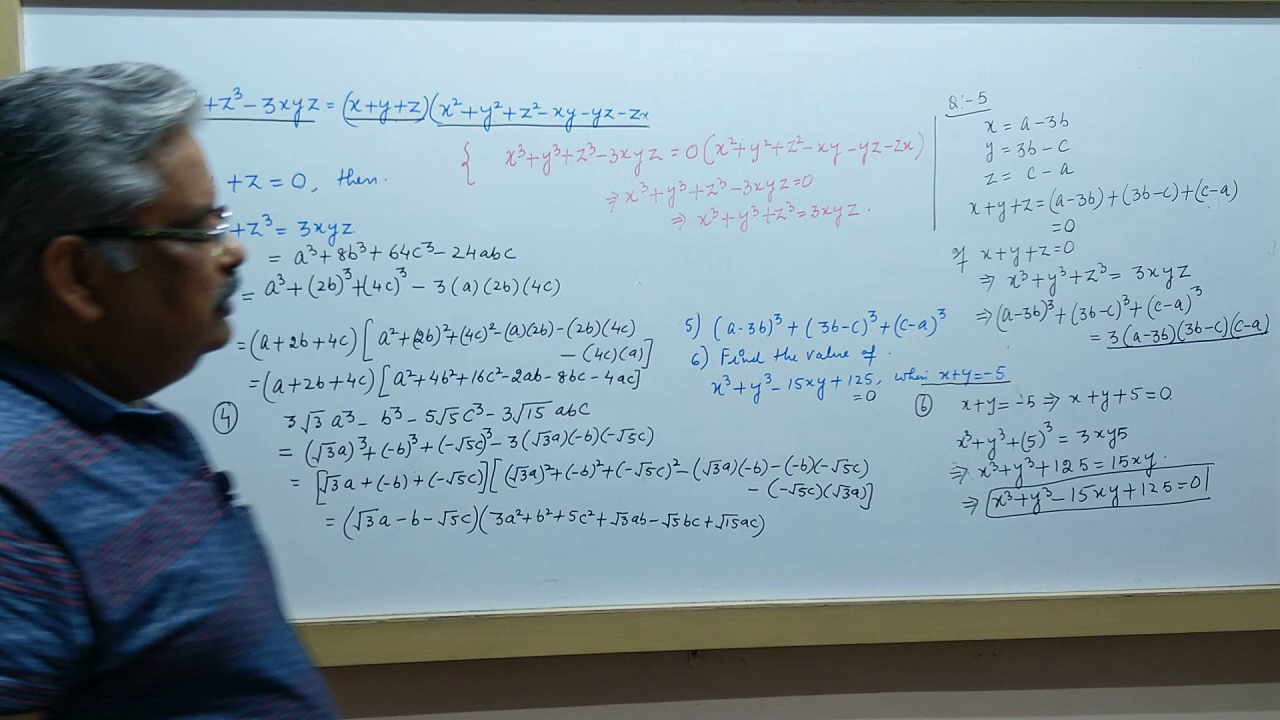 +z³ - 3xyz = (x+y+z)(x²+y²+z²-xy-yz-zx
+z = 0, then.
+z³ = 3xyz.
{ x³+y³+z³-3xyz = 0(x²+y²+z²-xy-yz-zx)
⇒ x³+y³+z³-3xyz=0
⇒ x³+y³+z³=3xyz.
= a³+8b³+64c³-24abc
= a³+(2b)³+(4c)³-3(a)(2b)(4c)
=(a+2b+4c)[a²+(2b)²+(4c)²-(a)(2b)-(2b)(4c)
-(4c)(a)]
=(a+2b+4c)[a²+4b²+16c²-2ab-8bc-4ac]
④ 3√3a³-b³-5√5c³-3√15abc
= (√3a)³+(-b)³+(-√5c)³-3(√3a)(-b)(-√5c)
= [√3a+(-b)+(-√5c)][(√3a)²+(-b)²+(-√5c)²-(√3a)(-b)-(-b)(-√5c)
-(-√5c)(√3a)]
= (√3a-b-√5c)(3a²+b²+5c²+√3ab-√5bc+√15ac)
5) (a-3b)³+(3b-c)³+(c-a)³
6) Find the value of.
x³+y³-15xy+125, when x+y=-5
=0
Q:-5
x = a-3b
y = 3b-c
z = c-a
x+y+z=(a-3b)+(3b-c)+(c-a)
=0
If x+y+z=0
⇒ x³+y³+z³ = 3xyz
⇒(a-3b)³+(3b-c)³+(c-a)³
= 3(a-3b)(3b-c)(c-a)
⑥ x+y=-5⇒x+y+5=0
x³+y³+(5)³ = 3xy5
⇒ x³+y³+125=15xy.
⇒ x³+y³-15xy+125=0